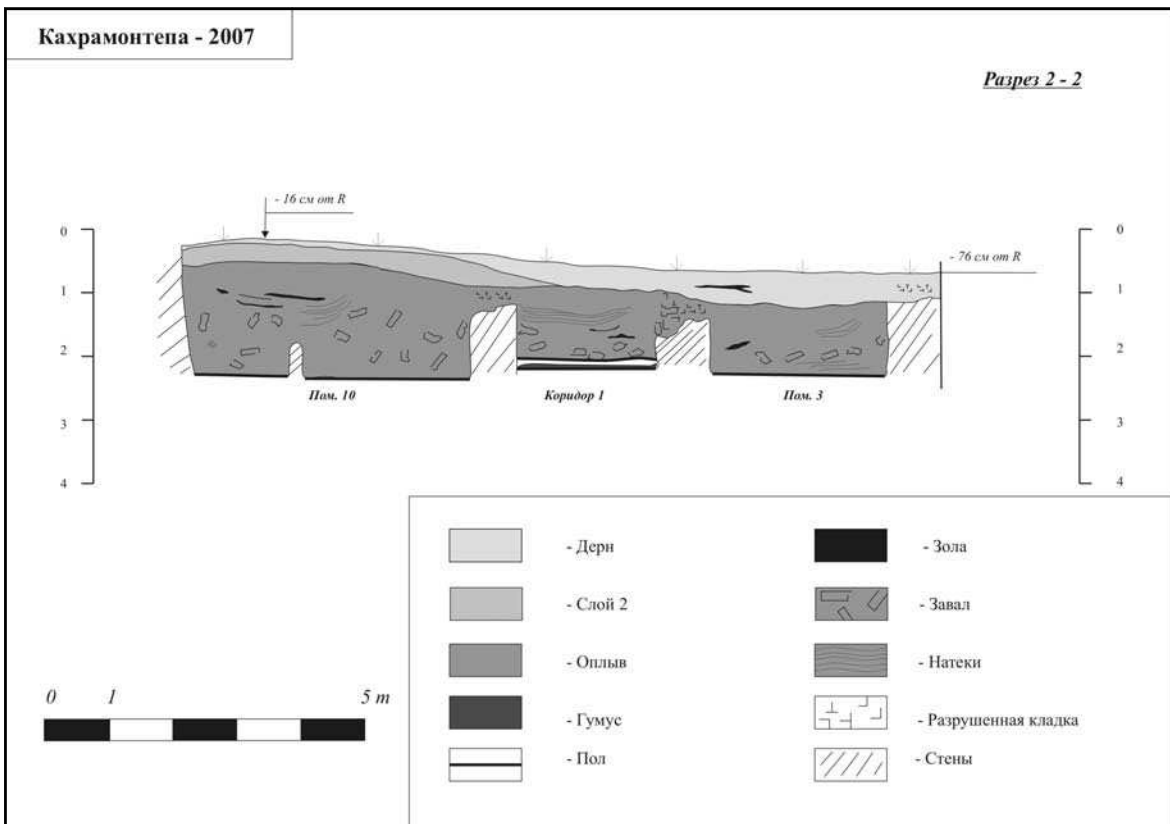 Кахрамонтепа - 2007
Разрез 2 - 2
- 16 см от R
- 76 см от R
0
1
2
3
4
0
1
2
3
4
Пом. 10
Коридор 1
Пом. 3
- Дерн
- Слой 2
- Оплыв
- Гумус
- Пол
- Зола
- Завал
- Натеки
- Разрушенная кладка
- Стены
0 1 5 m